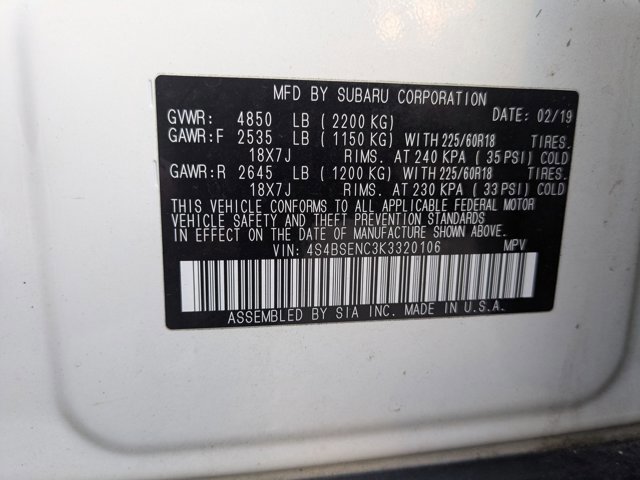 MFD BY SUBARU CORPORATION
GVWR: 4850 LB ( 2200 KG) DATE: 02/19
GAWR:F 2535 LB ( 1150 KG) WITH 225/60R18 TIRES.
18X7J RIMS. AT 240 KPA ( 35 PSI) COLD
GAWR:R 2645 LB ( 1200 KG) WITH 225/60R18 TIRES.
18X7J RIMS. AT 230 KPA ( 33 PSI) COLD
THIS VEHICLE CONFORMS TO ALL APPLICABLE FEDERAL MOTOR
VEHICLE SAFETY AND THEFT PREVENTION STANDARDS
IN EFFECT ON THE DATE OF MANUFACTURE SHOWN ABOVE.
VIN: 4S4BSENC3K3320106 MPV
ASSEMBLED BY SIA INC. MADE IN U.S.A.